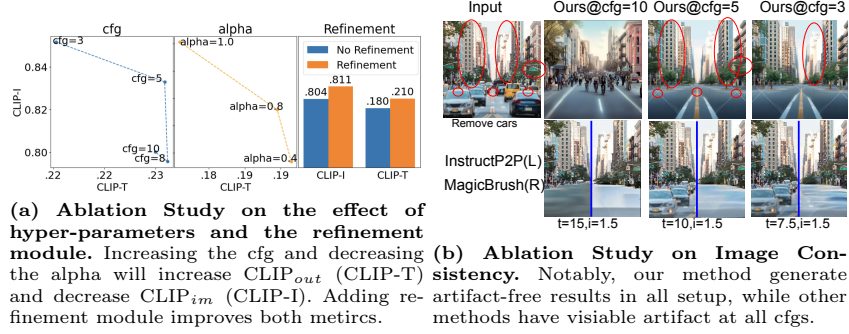 cfg
alpha
Refinement
cfg=3
alpha=1.0
No Refinement
Refinement
0.84
0.82
0.80
CLIP-I
cfg=5
cfg=10
cfg=8
alpha=0.8
alpha=0.4
.804
.811
.180
.210
.22
.22
.23
.23
.18
.18
.19
.19
CLIP-I
CLIP-T
CLIP-T
CLIP-T
(a) Ablation Study on the effect of
hyper-parameters and the refinement
module. Increasing the cfg and decreasing
the alpha will increase CLIPout (CLIP-T)
and decrease CLIPim (CLIP-I). Adding re-
finement module improves both metircs.
Input
Ours@cfg=10
Ours@cfg=5
Ours@cfg=3
Remove cars
InstructP2P(L)
MagicBrush(R)
t=15,i=1.5
t=10,i=1.5
t=7.5,i=1.5
(b) Ablation Study on Image Con-
sistency. Notably, our method generate
artifact-free results in all setup, while other
methods have visiable artifact at all cfgs.